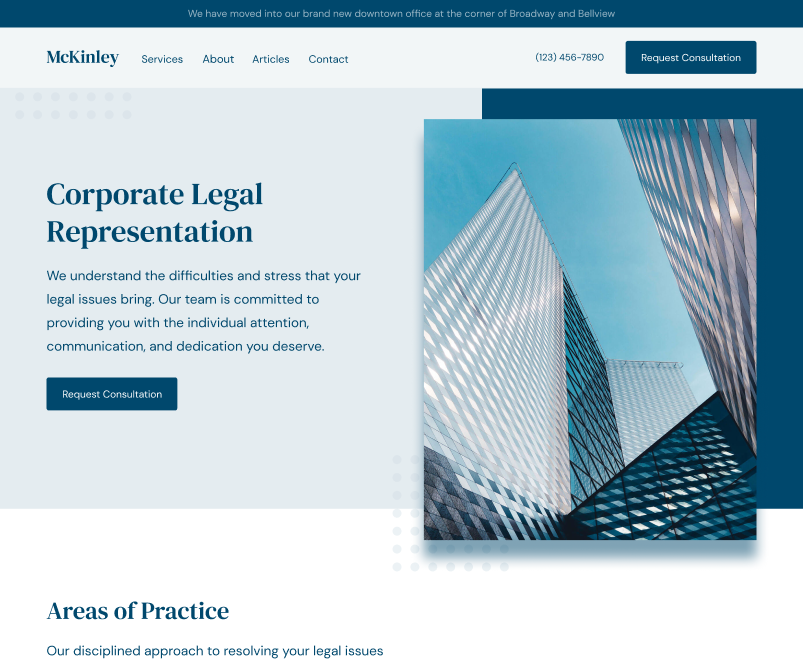 We have moved into our brand new downtown office at the corner of Broadway and Bellview
McKinley
Services
About
Articles
Contact
(123) 456-7890
Request Consultation
Corporate Legal
Representation
We understand the difficulties and stress that your
legal issues bring. Our team is committed to
providing you with the individual attention,
communication, and dedication you deserve.
Request Consultation
Areas of Practice
Our disciplined approach to resolving your legal issues